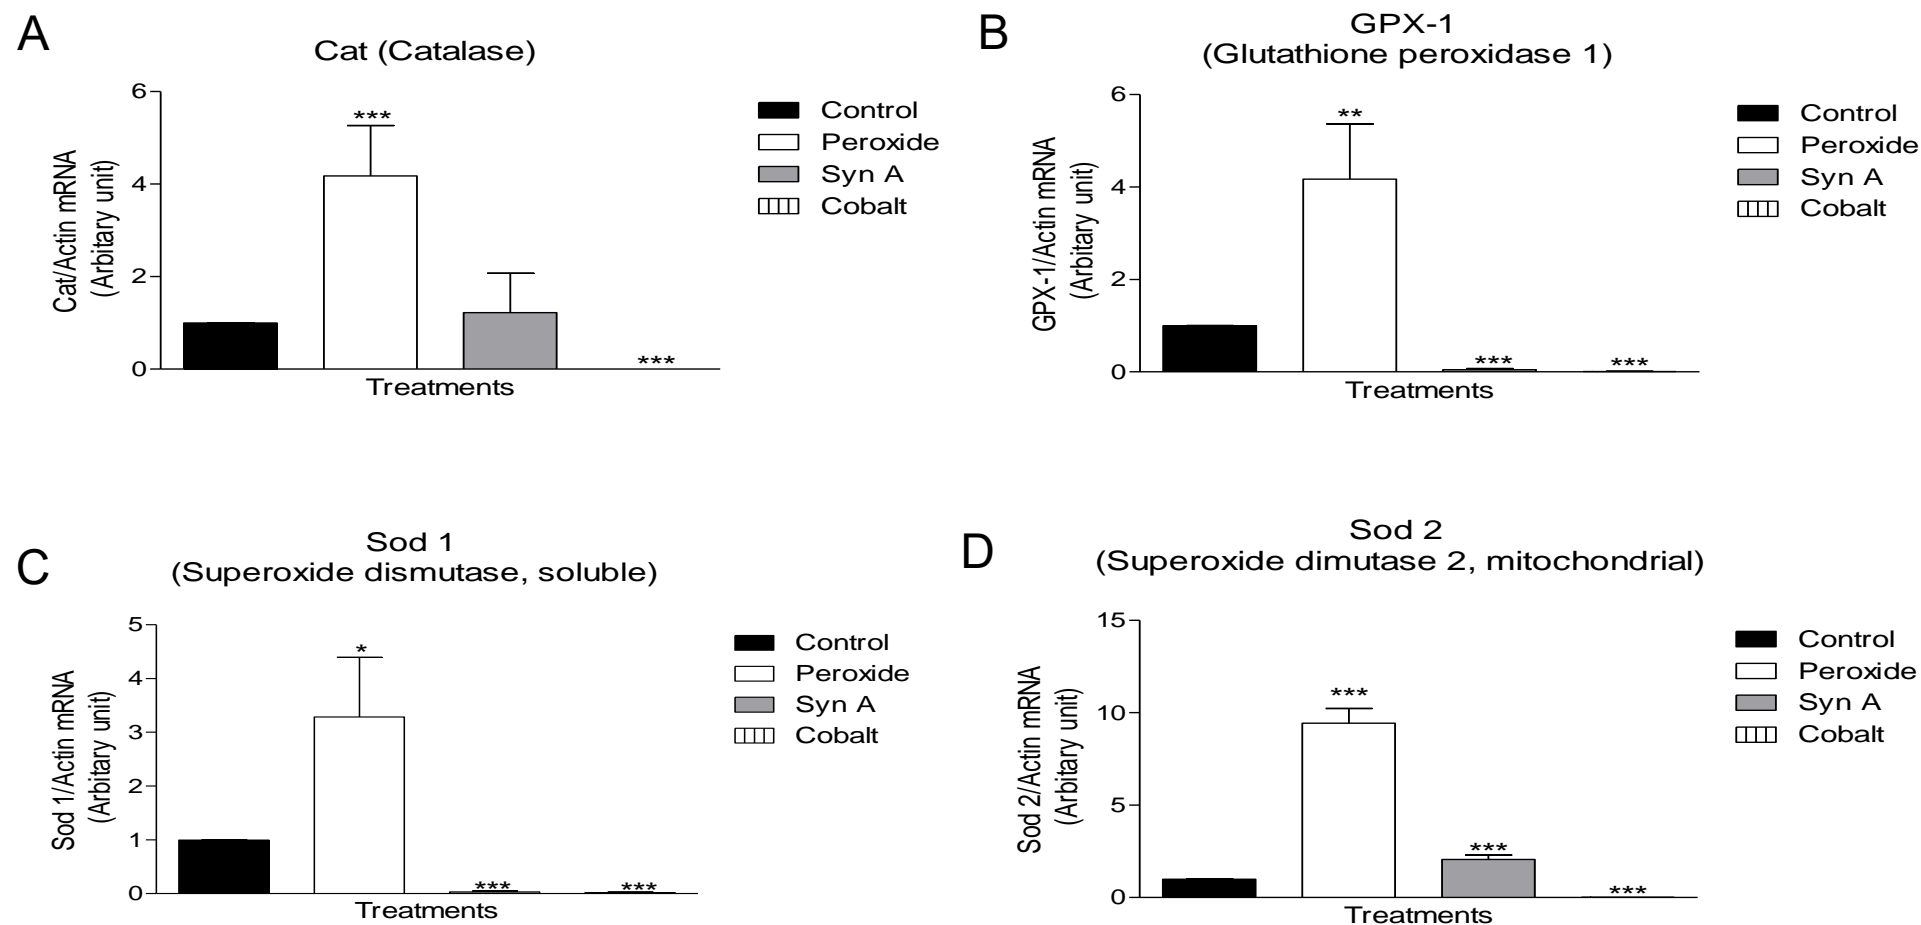 A
Cat (Catalase)
6
4
2
0
Cat/Actin mRNA
(Arbitary unit)
***
***
Treatments
Control
Peroxide
Syn A
Cobalt
B
GPX-1
(Glutathione peroxidase 1)
6
4
2
0
GPX-1/Actin mRNA
(Arbitary unit)
**
***
***
Treatments
Control
Peroxide
Syn A
Cobalt
C
Sod 1
(Superoxide dismutase, soluble)
5
4
3
2
1
0
Sod 1/Actin mRNA
(Arbitary unit)
*
***
***
Treatments
Control
Peroxide
Syn A
Cobalt
D
Sod 2
(Superoxide dimutase 2, mitochondrial)
15
10
5
0
Sod 2/Actin mRNA
(Arbitary unit)
***
***
***
Treatments
Control
Peroxide
Syn A
Cobalt